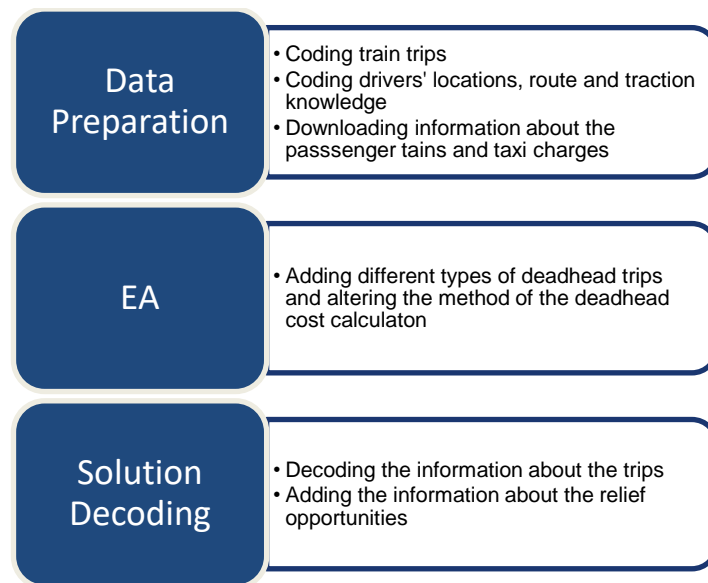 Data
Preparation
• Coding train trips
• Coding drivers' locations, route and traction
knowledge
• Downloading information about the
passsenger tains and taxi charges
EA
• Adding different types of deadhead trips
and altering the method of the deadhead
cost calculaton
Solution
Decoding
• Decoding the information about the trips
• Adding the information about the relief
opportunities